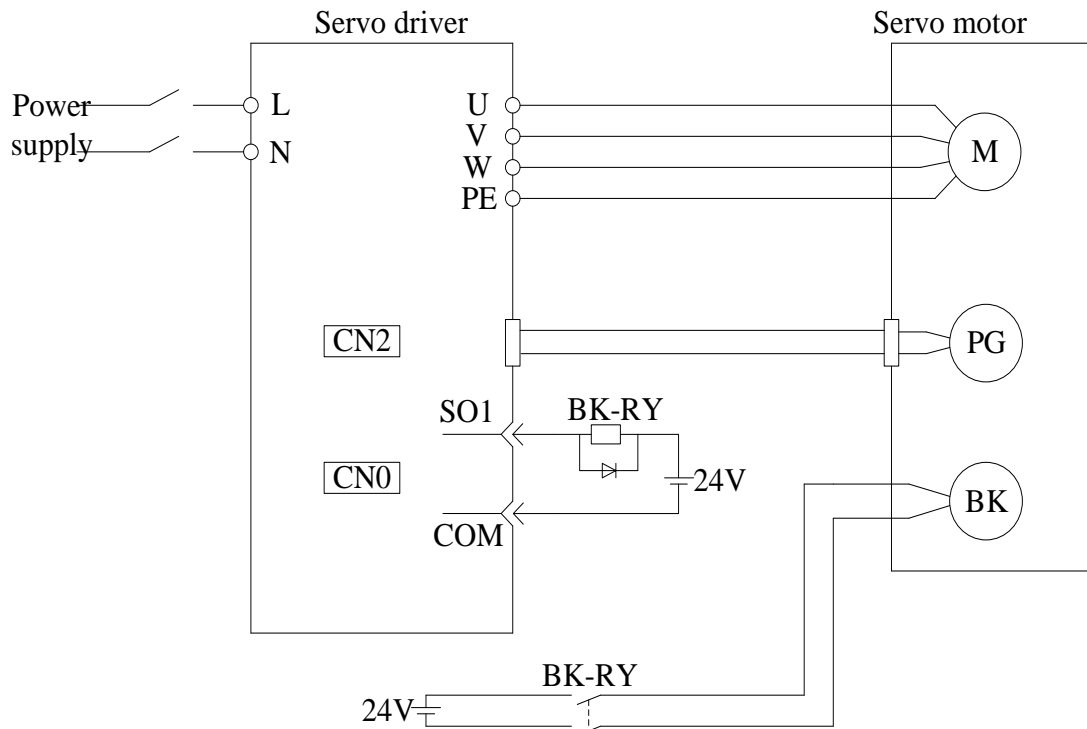 Servo driver
Servo motor
Power
supply
L
N
U
V
W
PE
M
CN2
PG
SO1
BK-RY
CN0
24V
COM
BK
BK-RY
24V